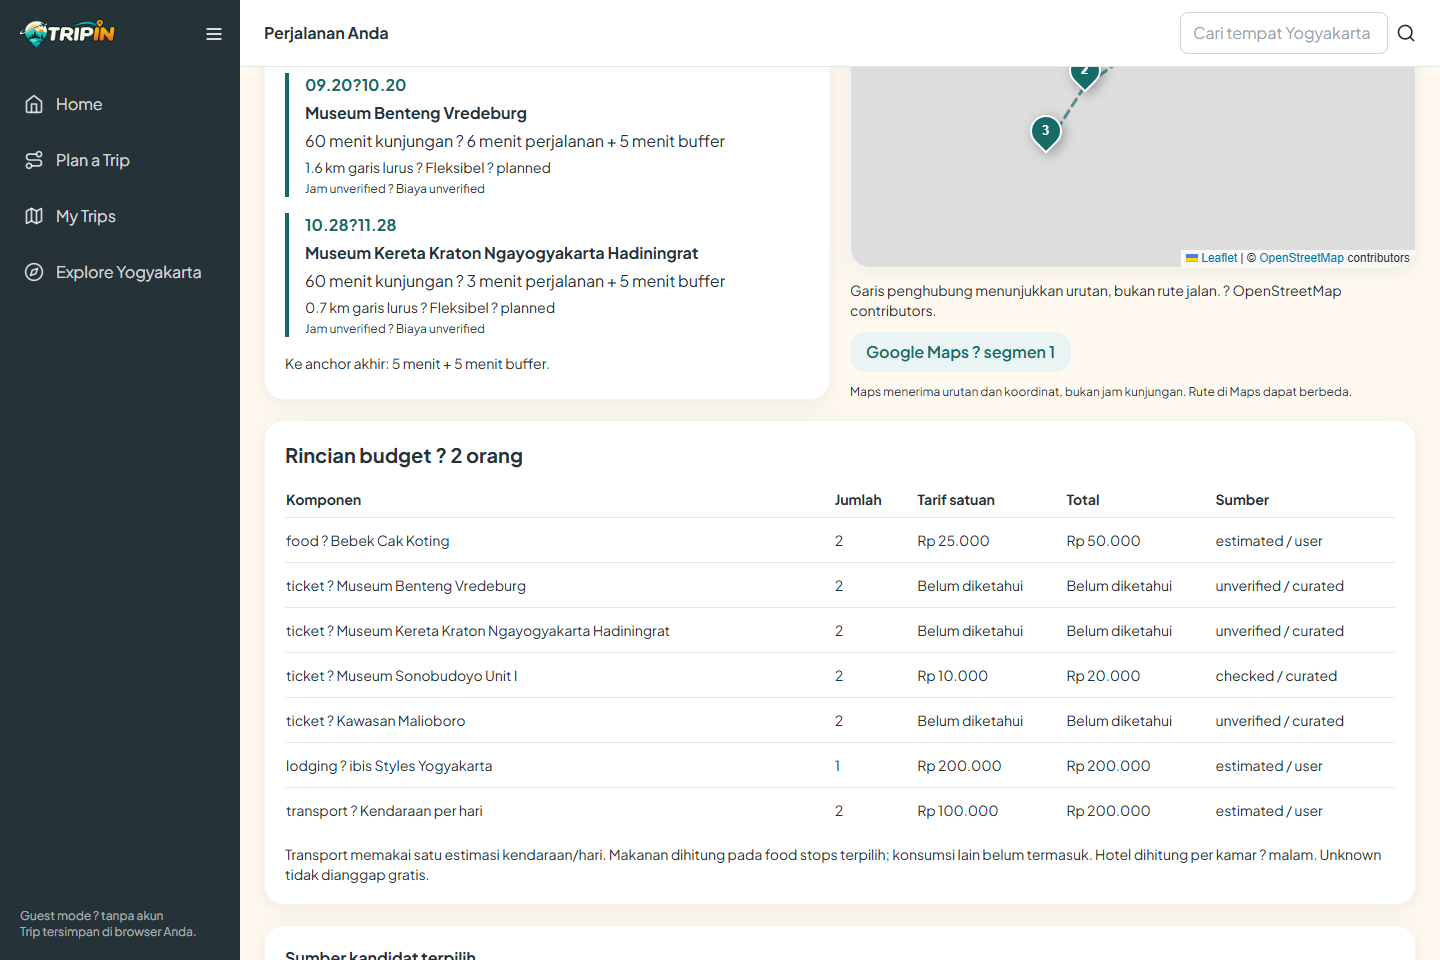 TRIPIN
Home
Plan a Trip
My Trips
Explore Yogyakarta
Guest mode ? tanpa akun
Trip tersimpan di browser Anda.
Perjalanan Anda
Cari tempat Yogyakarta
09.20?10.20
Museum Benteng Vredeburg
60 menit kunjungan ? 6 menit perjalanan + 5 menit buffer
1.6 km garis lurus ? Fleksibel ? planned
Jam unverified ? Biaya unverified
10.28?11.28
Museum Kereta Kraton Ngayogyakarta Hadiningrat
60 menit kunjungan ? 3 menit perjalanan + 5 menit buffer
0.7 km garis lurus ? Fleksibel ? planned
Jam unverified ? Biaya unverified
Ke anchor akhir: 5 menit + 5 menit buffer.
2
3
Leaflet | © OpenStreetMap contributors
Garis penghubung menunjukkan urutan, bukan rute jalan. ? OpenStreetMap
contributors.
Google Maps ? segmen 1
Maps menerima urutan dan koordinat, bukan jam kunjungan. Rute di Maps dapat berbeda.
Rincian budget ? 2 orang
Komponen Jumlah Tarif satuan Total Sumber
food ? Bebek Cak Koting 2 Rp 25.000 Rp 50.000 estimated / user
ticket ? Museum Benteng Vredeburg 2 Belum diketahui Belum diketahui unverified / curated
ticket ? Museum Kereta Kraton Ngayogyakarta Hadiningrat 2 Belum diketahui Belum diketahui unverified / curated
ticket ? Museum Sonobudoyo Unit I 2 Rp 10.000 Rp 20.000 checked / curated
ticket ? Kawasan Malioboro 2 Belum diketahui Belum diketahui unverified / curated
lodging ? ibis Styles Yogyakarta 1 Rp 200.000 Rp 200.000 estimated / user
transport ? Kendaraan per hari 2 Rp 100.000 Rp 200.000 estimated / user
Transport memakai satu estimasi kendaraan/hari. Makanan dihitung pada food stops terpilih; konsumsi lain belum termasuk. Hotel dihitung per kamar ? malam. Unknown
tidak dianggap gratis.
Sumber kandidat terpilih